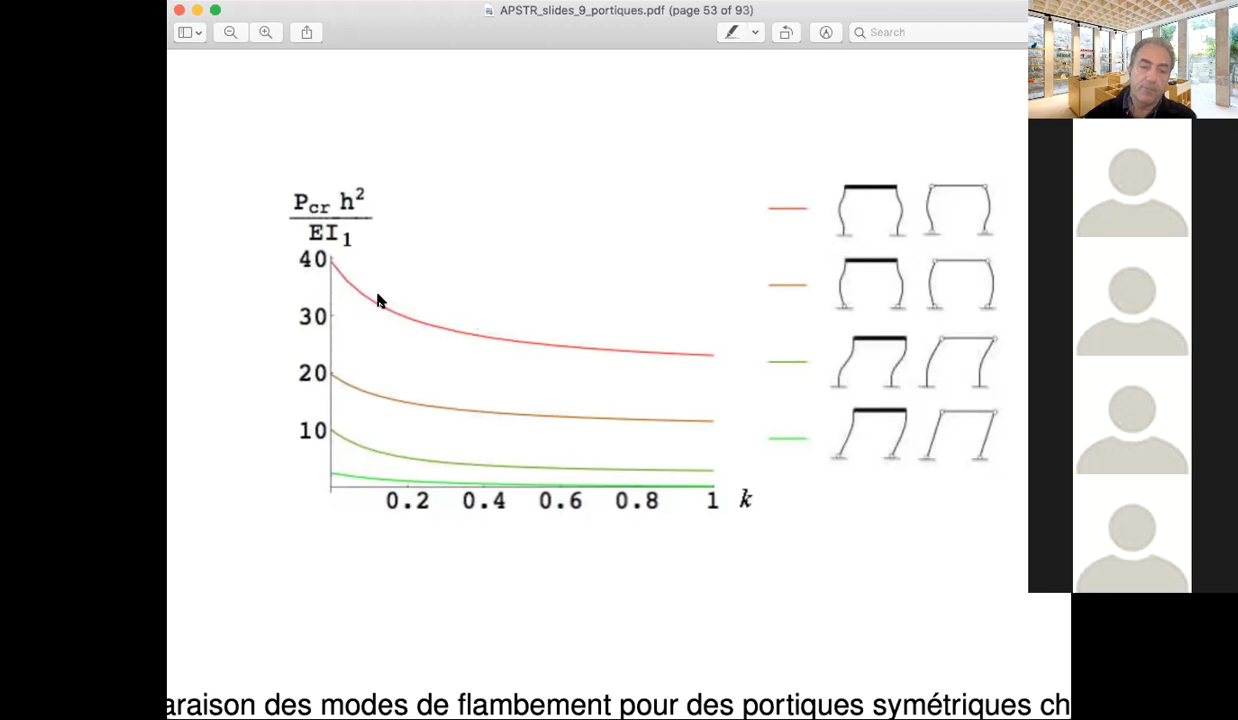 APSTR_slides_9_portiques.pdf (page 53 of 93)
Search
P_cr h²
EI₁
40
30
20
10
0.2 0.4 0.6 0.8 1 k
araison des modes de flambement pour des portiques symétriques ch